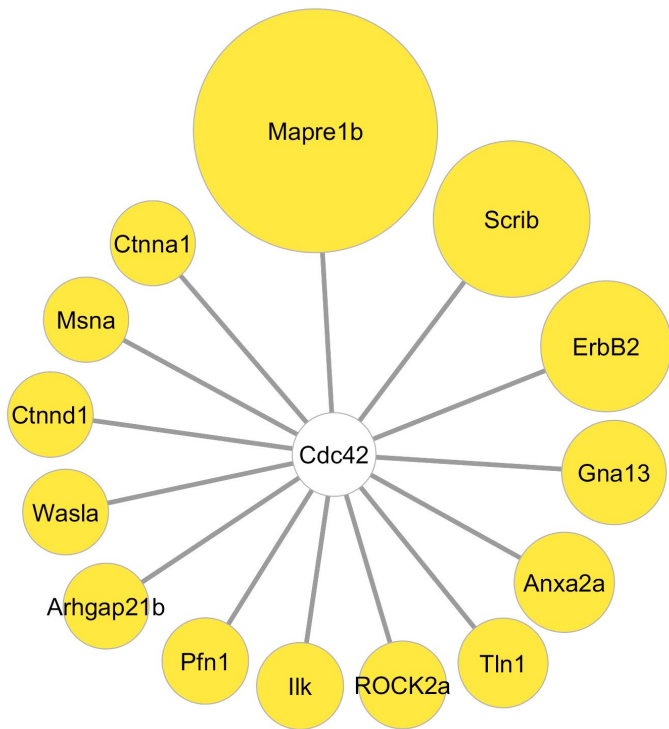 Mapre1b
Scrib
Ctnna1
Msna
ErbB2
Ctnnd1
Cdc42
Gna13
Wasla
Anxa2a
Arhgap21b
Pfn1
Tln1
Ilk
ROCK2a